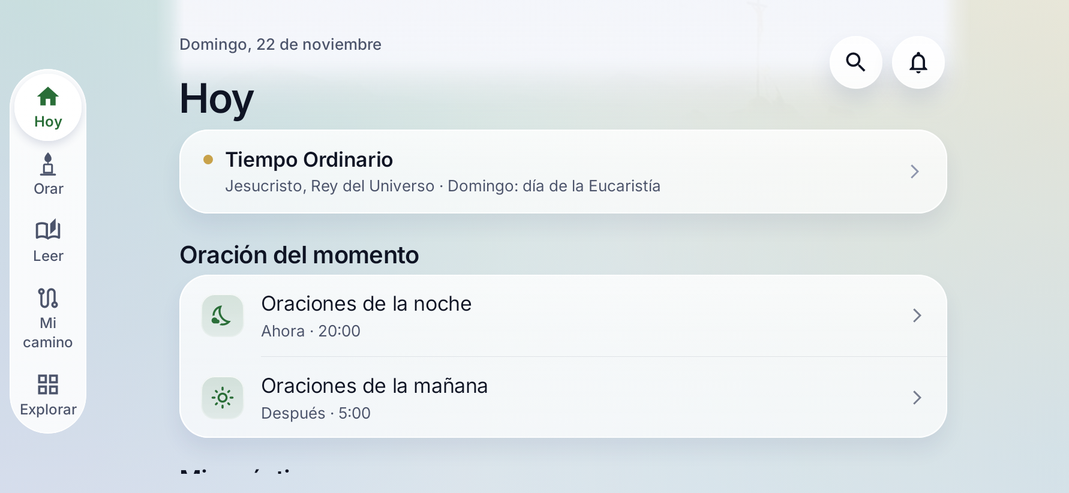 Domingo, 22 de noviembre
Hoy
Tiempo Ordinario
Jesucristo, Rey del Universo · Domingo: día de la Eucaristía
Oración del momento
Oraciones de la noche
Ahora · 20:00
Oraciones de la mañana
Después · 5:00
Hoy
Orar
Leer
Mi
camino
Explorar